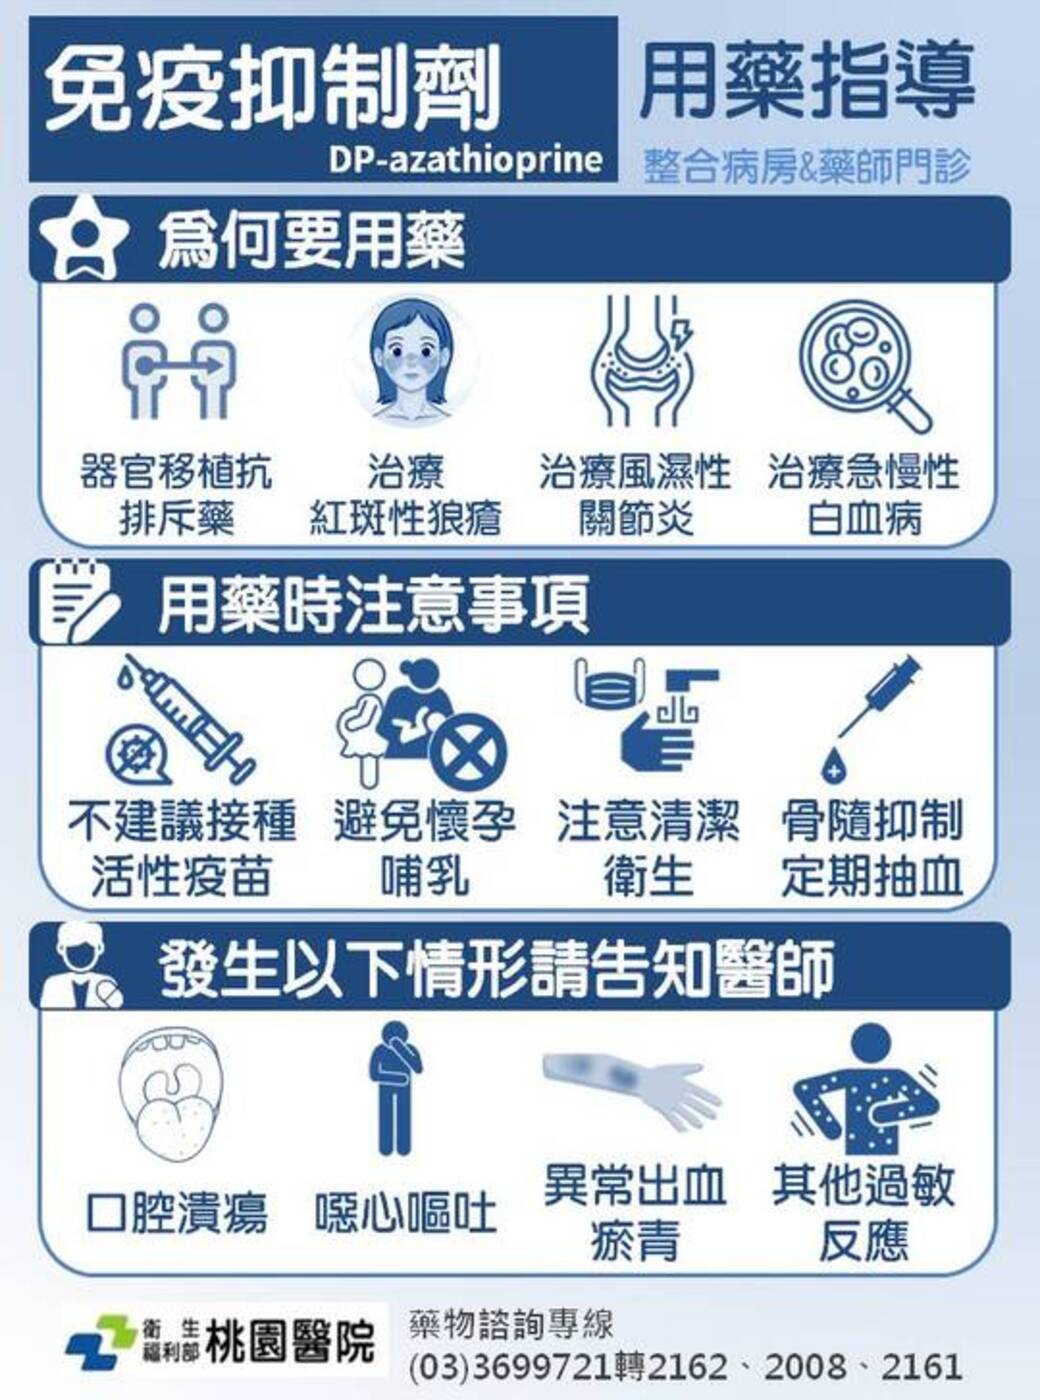 免疫抑制劑
DP-azathioprine
用藥指導
整合病房&藥師門診
為何要用藥
器官移植抗
排斥藥
治療
紅斑性狼瘡
治療風濕性
關節炎
治療急慢性
白血病
用藥時注意事項
不建議接種
活性疫苗
避免懷孕
哺乳
注意清潔
衛生
骨隨抑制
定期抽血
發生以下情形請告知醫師
口腔潰瘍
噁心嘔吐
異常出血
瘀青
其他過敏
反應
衛生
福利部
桃園醫院
藥物諮詢專線
(03)3699721轉2162、2008、2161